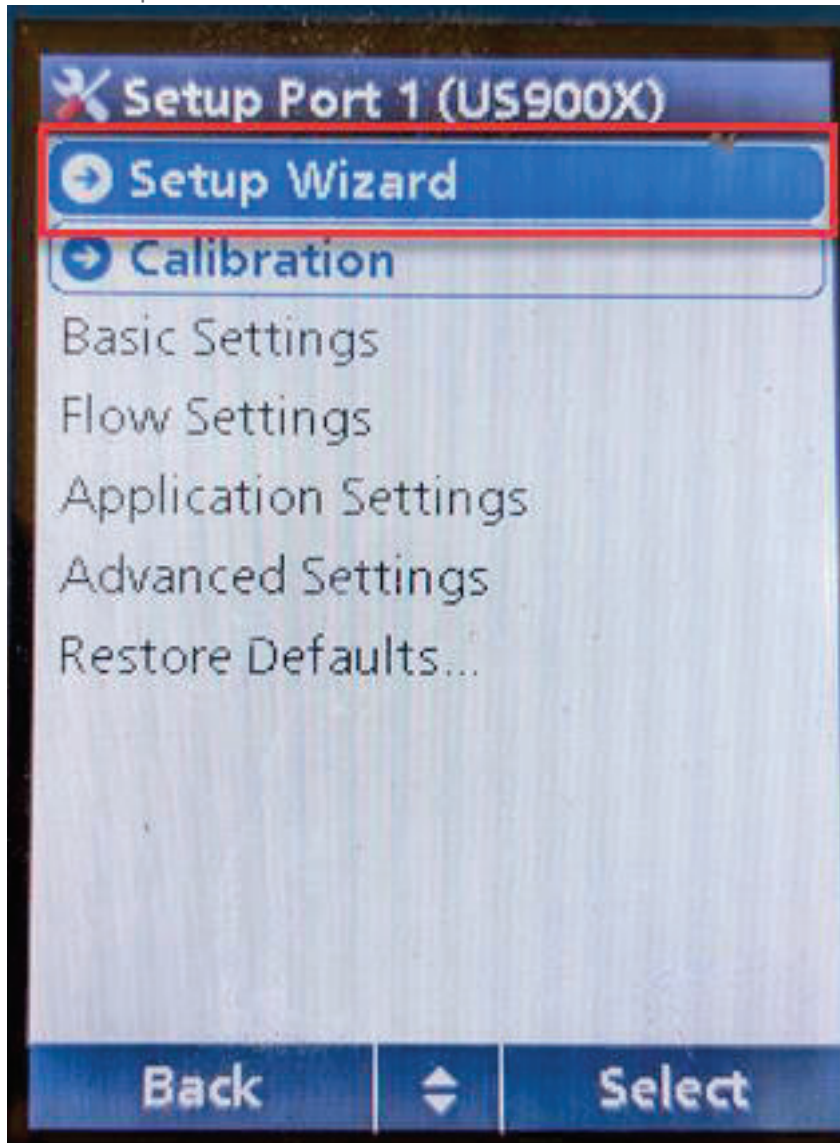 Setup Port 1 (US900X)
Setup Wizard
Calibration
Basic Settings
Flow Settings
Application Settings
Advanced Settings
Restore Defaults...
Back Select